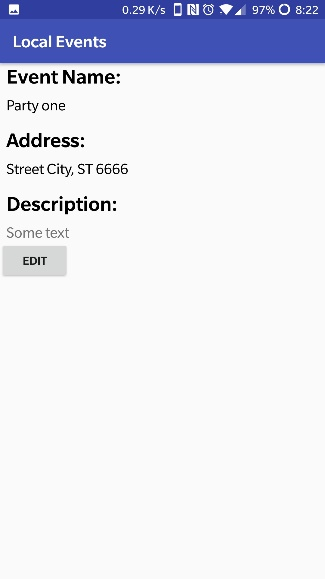 0.29 K/s 97% 8:22
Local Events
Event Name:
Party one
Address:
Street City, ST 6666
Description:
Some text
EDIT